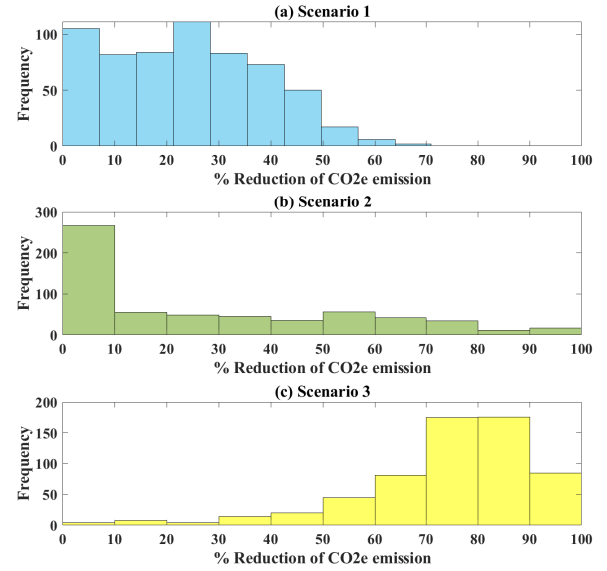 (a) Scenario 1
100
50
0
Frequency
0 10 20 30 40 50 60 70 80 90 100
% Reduction of CO2e emission
(b) Scenario 2
300
200
100
0
Frequency
0 10 20 30 40 50 60 70 80 90 100
% Reduction of CO2e emission
(c) Scenario 3
200
150
100
50
0
Frequency
0 10 20 30 40 50 60 70 80 90 100
% Reduction of CO2e emission